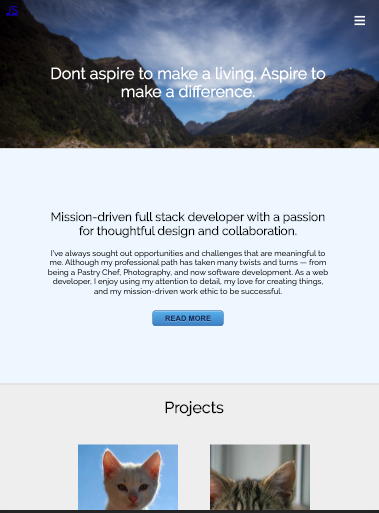 JS
Dont aspire to make a living. Aspire to
make a difference.
Mission-driven full stack developer with a passion
for thoughtful design and collaboration.
I've always sought out opportunities and challenges that are meaningful to
me. Although my professional path has taken many twists and turns — from
being a Pastry Chef, Photography, and now software development. As a web
developer, I enjoy using my attention to detail, my love for creating things,
and my mission-driven work ethic to be successful.
READ MORE
Projects